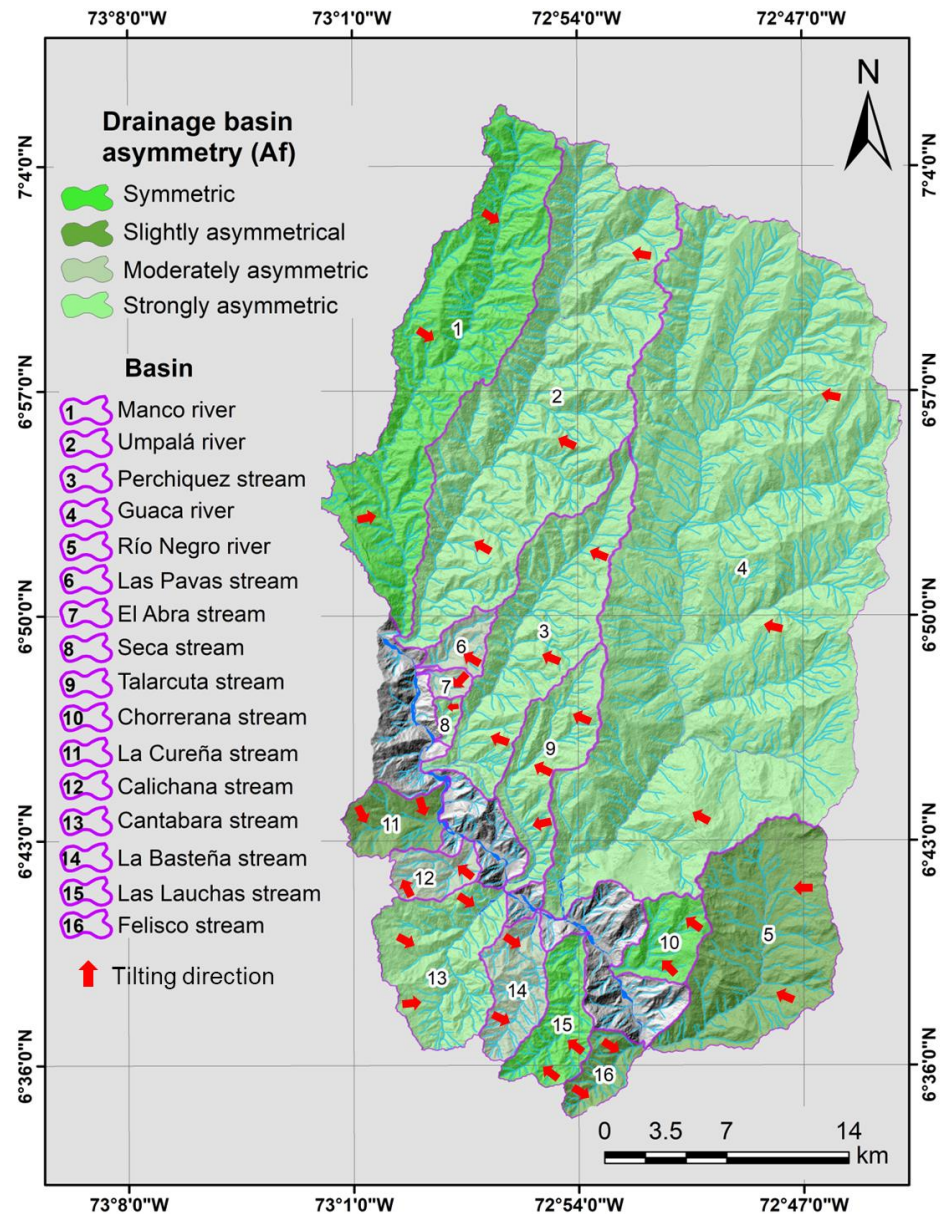 73°8'0"W 73°1'0"W 72°54'0"W 72°47'0"W
N
Drainage basin
asymmetry (Af)
Symmetric
Slightly asymmetrical
Moderately asymmetric
Strongly asymmetric
Basin
1 Manco river
2 Umpalá river
3 Perchiquez stream
4 Guaca river
5 Río Negro river
6 Las Pavas stream
7 El Abra stream
8 Seca stream
9 Talarcuta stream
10 Chorrerana stream
11 La Cureña stream
12 Calichana stream
13 Cantabara stream
14 La Basteña stream
15 Las Lauchas stream
16 Felisco stream
Tilting direction
7°4'0"N
6°57'0"N
6°50'0"N
6°43'0"N
6°36'0"N
1
2
4
3
6
7
8
9
11
12
5
10
13
14
15
16
7°4'0"N
6°57'0"N
6°50'0"N
6°43'0"N
6°36'0"N
0 3.5 7 14
km
73°8'0"W 73°1'0"W 72°54'0"W 72°47'0"W